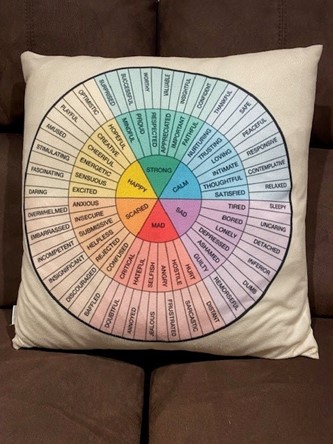 STRONG
CALM
SAD
MAD
SCARED
HAPPY
PROUD
RESPECTED
APPRECIATED
IMPORTANT
FAITHFUL
NURTURING
TRUSTING
LOVING
INTIMATE
THOUGHTFUL
SATISFIED
TIRED
BORED
LONELY
DEPRESSED
ASHAMED
GUILTY
HURT
HOSTILE
ANGRY
SELFISH
HATEFUL
CRITICAL
CONFUSED
REJECTED
HELPLESS
SUBMISSIVE
INSECURE
ANXIOUS
EXCITED
SENSUOUS
ENERGETIC
CHEERFUL
CREATIVE
HOPEFUL
SURPRISED
SUCCESSFUL
WORTHY
VALUABLE
INSIGHTFUL
CONFIDENT
THANKFUL
SAFE
PEACEFUL
RESPONSIVE
CONTEMPLATIVE
RELAXED
SLEEPY
UNCARING
DETACHED
INFERIOR
DUMB
REMORSEFUL
DISTANT
SARCASTIC
FRUSTRATED
JEALOUS
ANNOYED
DOUBTFUL
BAFFLED
DISCOURAGED
INSIGNIFICANT
INCOMPETENT
EMBARRASSED
OVERWHELMED
DARING
FASCINATING
STIMULATING
AMUSED
PLAYFUL
OPTIMISTIC